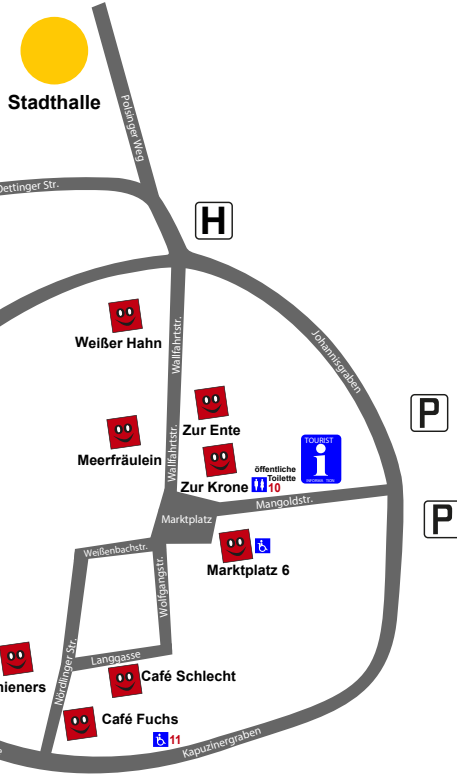 Stadthalle
Polsinger Weg
Oettinger Str.
H
Weißer Hahn
Wallfahrtstr.
Johannisgraben
Zur Ente
Meerfräulein
Wallfahrtstr.
P
TOURIST
i
INFORMATION
öffentliche
Toilette
Zur Krone 10
Mangoldstr.
Marktplatz
P
Marktplatz 6
Weißenbachstr.
Wolfgangstr.
Langgasse
Nördlinger Str.
Café Schlecht
Café Fuchs
11
Kapuzinergraben